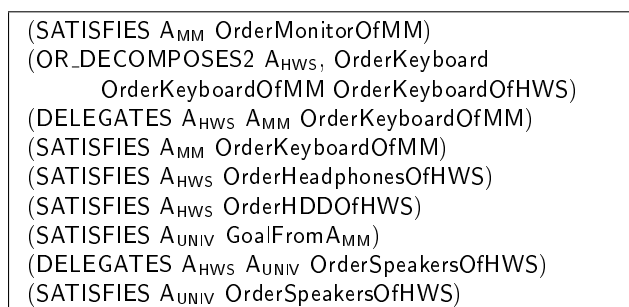 (SATISFIES A_MM OrderMonitorOfMM)
(OR_DECOMPOSES2 A_HWS, OrderKeyboard
OrderKeyboardOfMM OrderKeyboardOfHWS)
(DELEGATES A_HWS A_MM OrderKeyboardOfMM)
(SATISFIES A_MM OrderKeyboardOfMM)
(SATISFIES A_HWS OrderHeadphonesOfHWS)
(SATISFIES A_HWS OrderHDDOfHWS)
(SATISFIES A_UNIV GoalFromA_MM)
(DELEGATES A_HWS A_UNIV OrderSpeakersOfHWS)
(SATISFIES A_UNIV OrderSpeakersOfHWS)